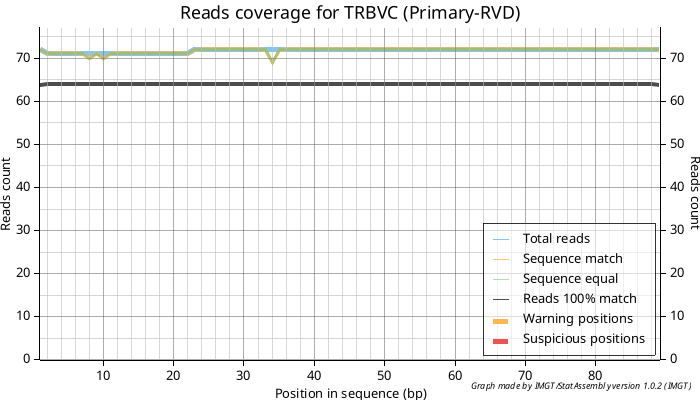 Reads coverage for TRBVC (Primary-RVD)
70
60
50
40
30
20
10
0
Reads count
70
60
50
40
30
20
10
0
Reads count
Total reads
Sequence match
Sequence equal
Reads 100% match
Warning positions
Suspicious positions
10 20 30 40 50 60 70 80
Position in sequence (bp)
Graph made by IMGT/StatAssembly version 1.0.2 (IMGT)